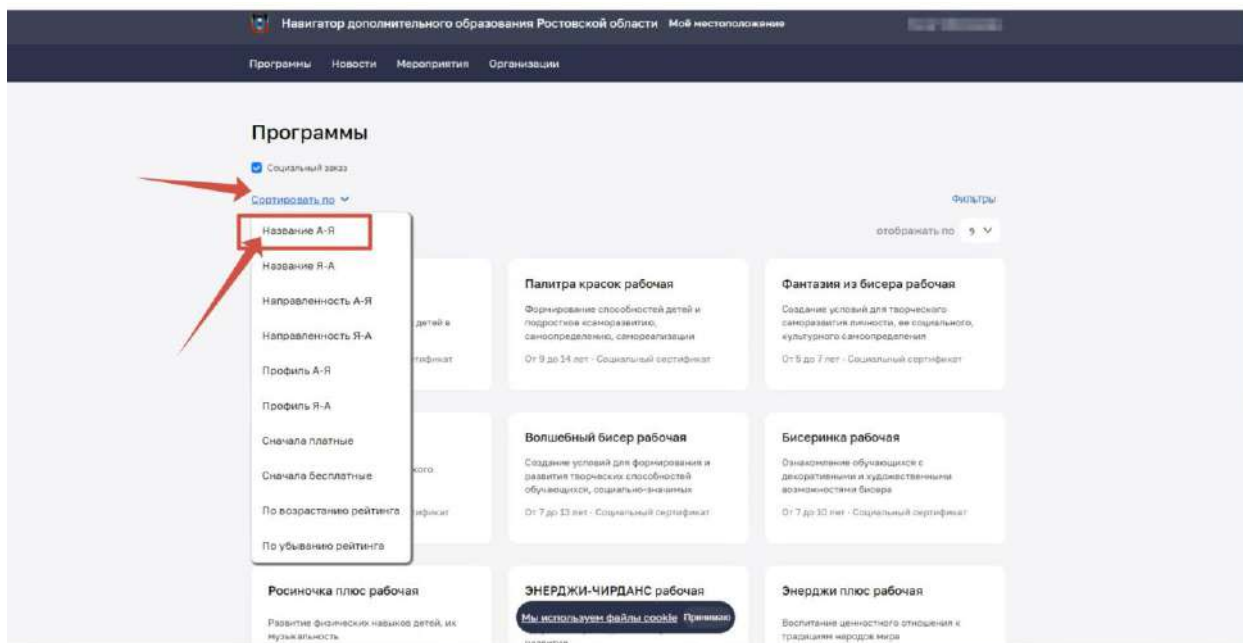 Навигатор дополнительного образования Ростовской области Моё местоположение
Программы Новости Мероприятия Организации
Программы
Социальный заказ
Сортировать по
Фильтры
отображать по 9
Название А-Я
Название Я-А
Направленность А-Я
Направленность Я-А
Профиль А-Я
Профиль Я-А
Сначала платные
Сначала бесплатные
По возрастанию рейтинга
По убыванию рейтинга
детей в
тификат
Палитра красок рабочая
Формирование способностей детей и
подростков ксаморазвитию,
самоопределению, самореализации
От 9 до 14 лет - Социальный сертификат
Фантазия из бисера рабочая
Создание условий для творческого
саморазвития личности, ее социального,
культурного самоопределения
От 5 до 7 лет - Социальный сертификат
кого
тификат
Волшебный бисер рабочая
Создание условий для формирования и
развития творческих способностей
обучающихся, социально-значимых
От 7 до 13 лет - Социальный сертификат
Бисеринка рабочая
Ознакомление обучающихся с
декоративными и художественными
возможностями бисера
От 7 до 10 лет - Социальный сертификат
Росиночка плюс рабочая
Развитие физических навыков детей, их
музыкальность
ЭНЕРДЖИ-ЧИРДАНС рабочая
Мы используем файлы cookie Принимаю
развития
Энерджи плюс рабочая
Воспитание ценностного отношения к
традициям народов мира